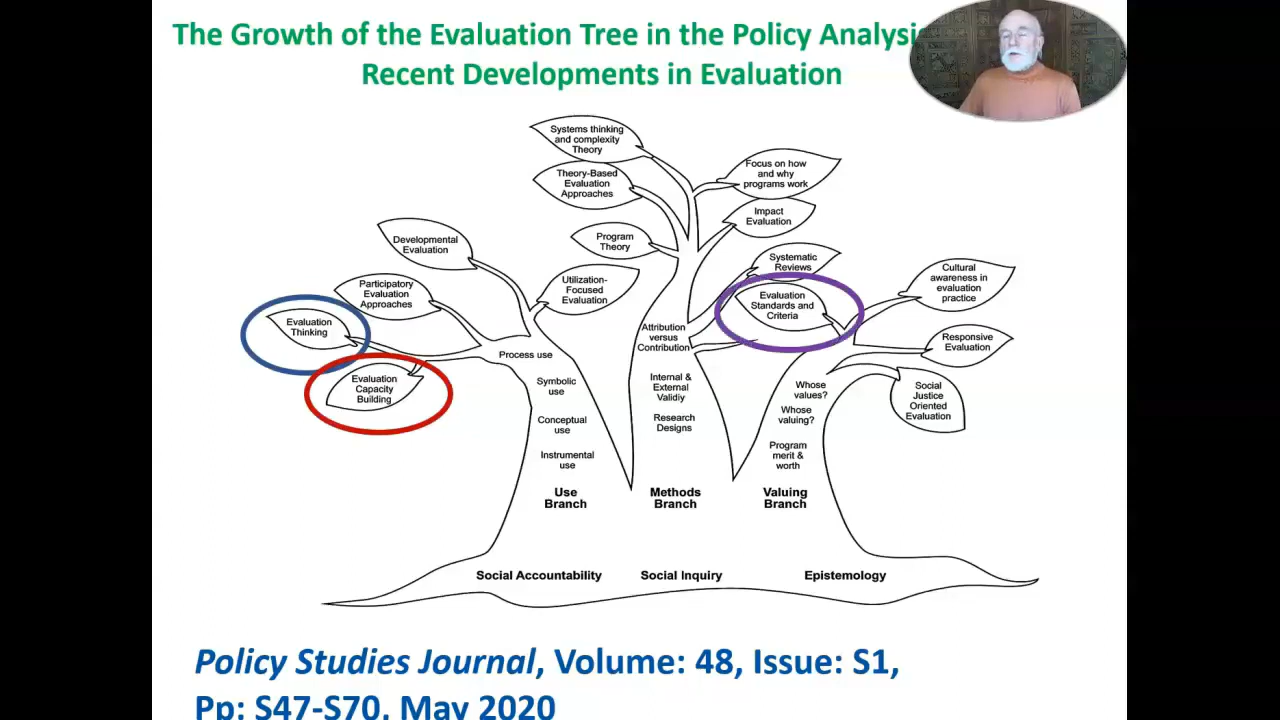 The Growth of the Evaluation Tree in the Policy Analysi
Recent Developments in Evaluation
Systems thinking
and complexity
Theory
Theory-Based
Evaluation
Approaches
Focus on how
and why
programs work
Impact
Evaluation
Program
Theory
Developmental
Evaluation
Utilization-
Focused
Evaluation
Systematic
Reviews
Evaluation
Standards and
Criteria
Cultural
awareness in
evaluation
practice
Participatory
Evaluation
Approaches
Evaluation
Thinking
Evaluation
Capacity
Building
Responsive
Evaluation
Social
Justice
Oriented
Evaluation
Process use
Symbolic
use
Conceptual
use
Instrumental
use
Use
Branch
Attribution
versus
Contribution
Internal &
External
Validiy
Research
Designs
Methods
Branch
Whose
values?
Whose
valuing?
Program
merit &
worth
Valuing
Branch
Social Accountability
Social Inquiry
Epistemology
Policy Studies Journal, Volume: 48, Issue: S1,
Pp: S47-S70, May 2020